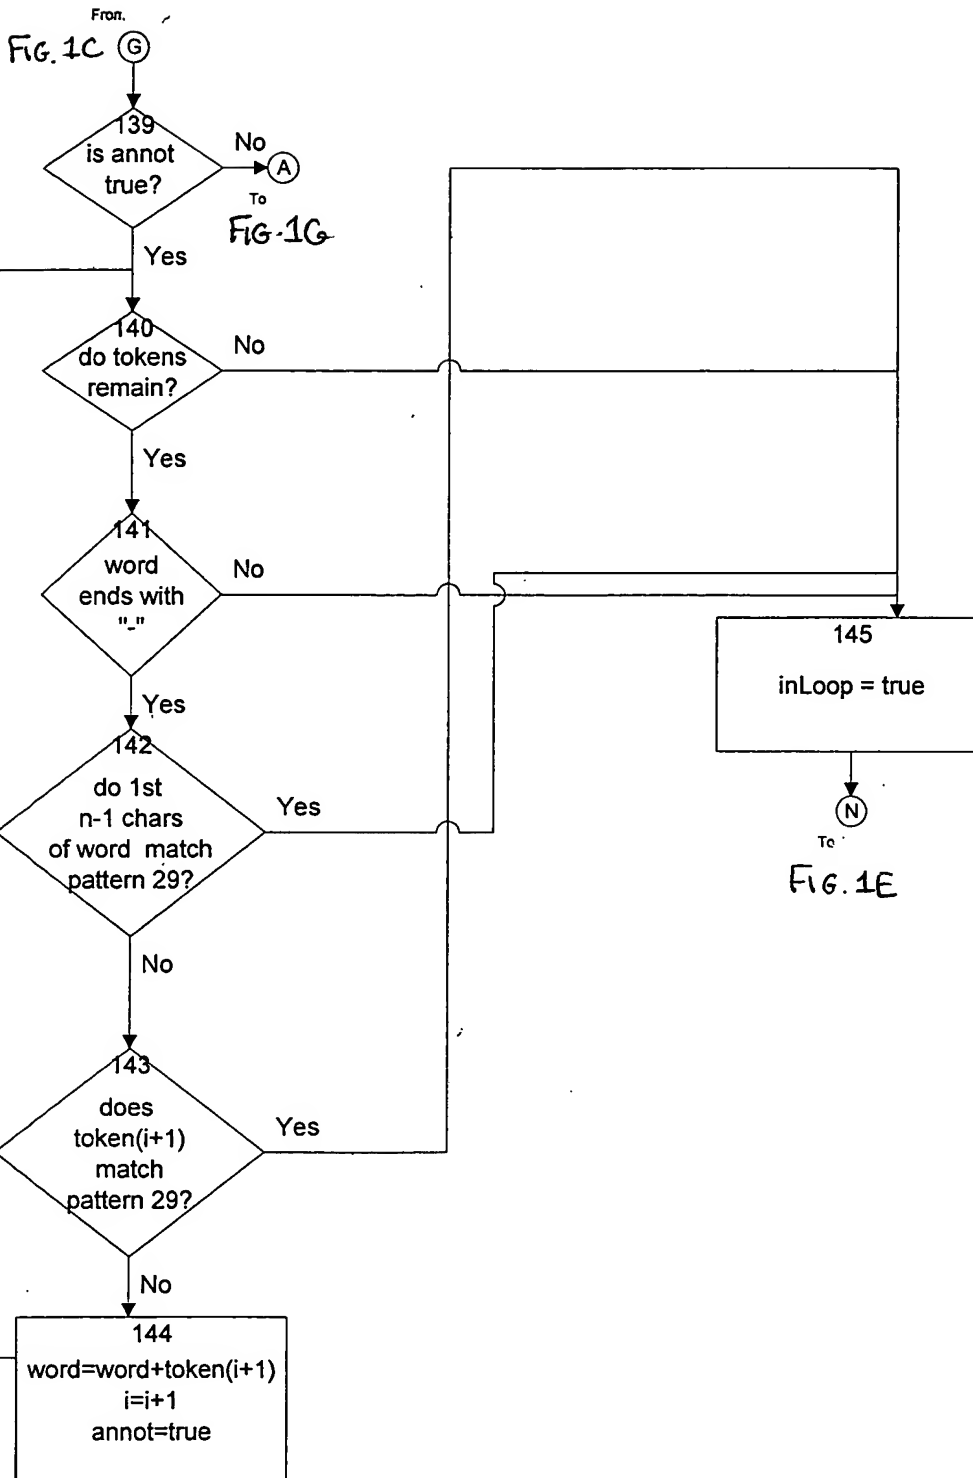 From
FIG. 1C G
139
is annot
true?
No
A
To
FIG. 1G
Yes
140
do tokens
remain?
No
Yes
141
word
ends with
"-"
No
Yes
142
do 1st
n-1 chars
of word match
pattern 29?
Yes
No
143
does
token(i+1)
match
pattern 29?
Yes
No
144
word=word+token(i+1)
i=i+1
annot=true
145
inLoop = true
N
To
FIG. 1E